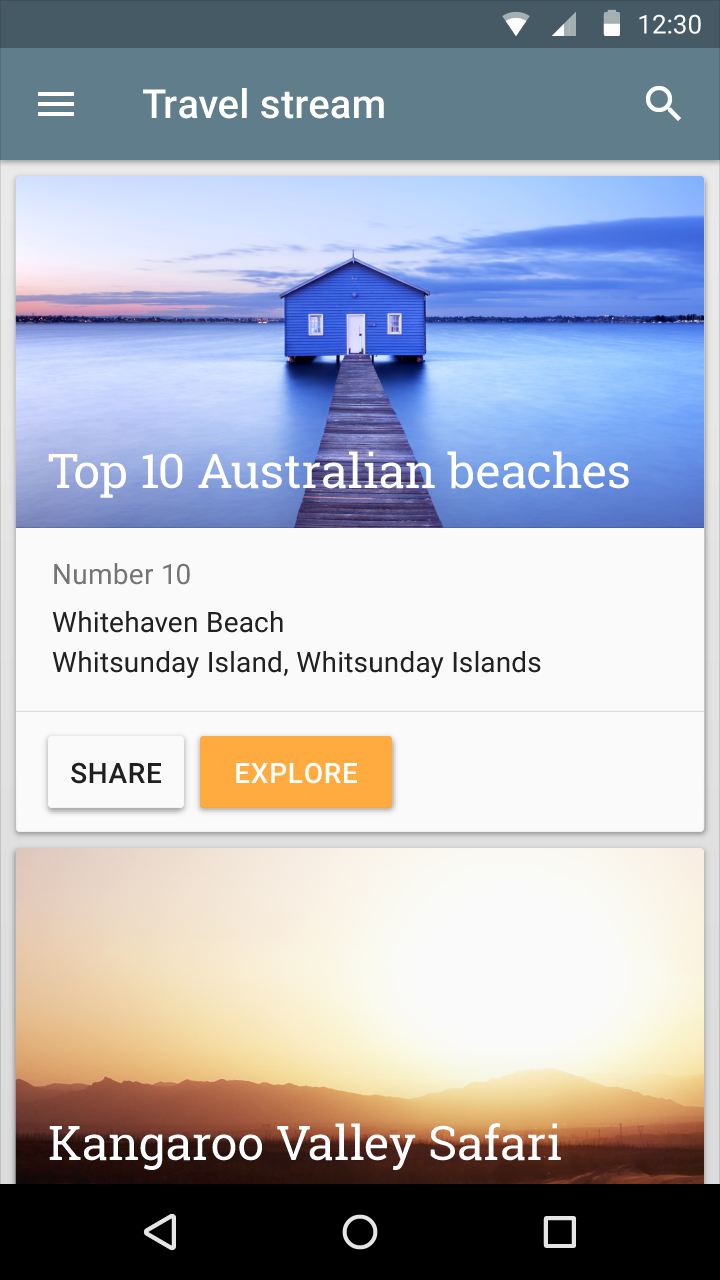 12:30
Travel stream
Top 10 Australian beaches
Number 10
Whitehaven Beach
Whitsunday Island, Whitsunday Islands
SHARE
EXPLORE
Kangaroo Valley Safari